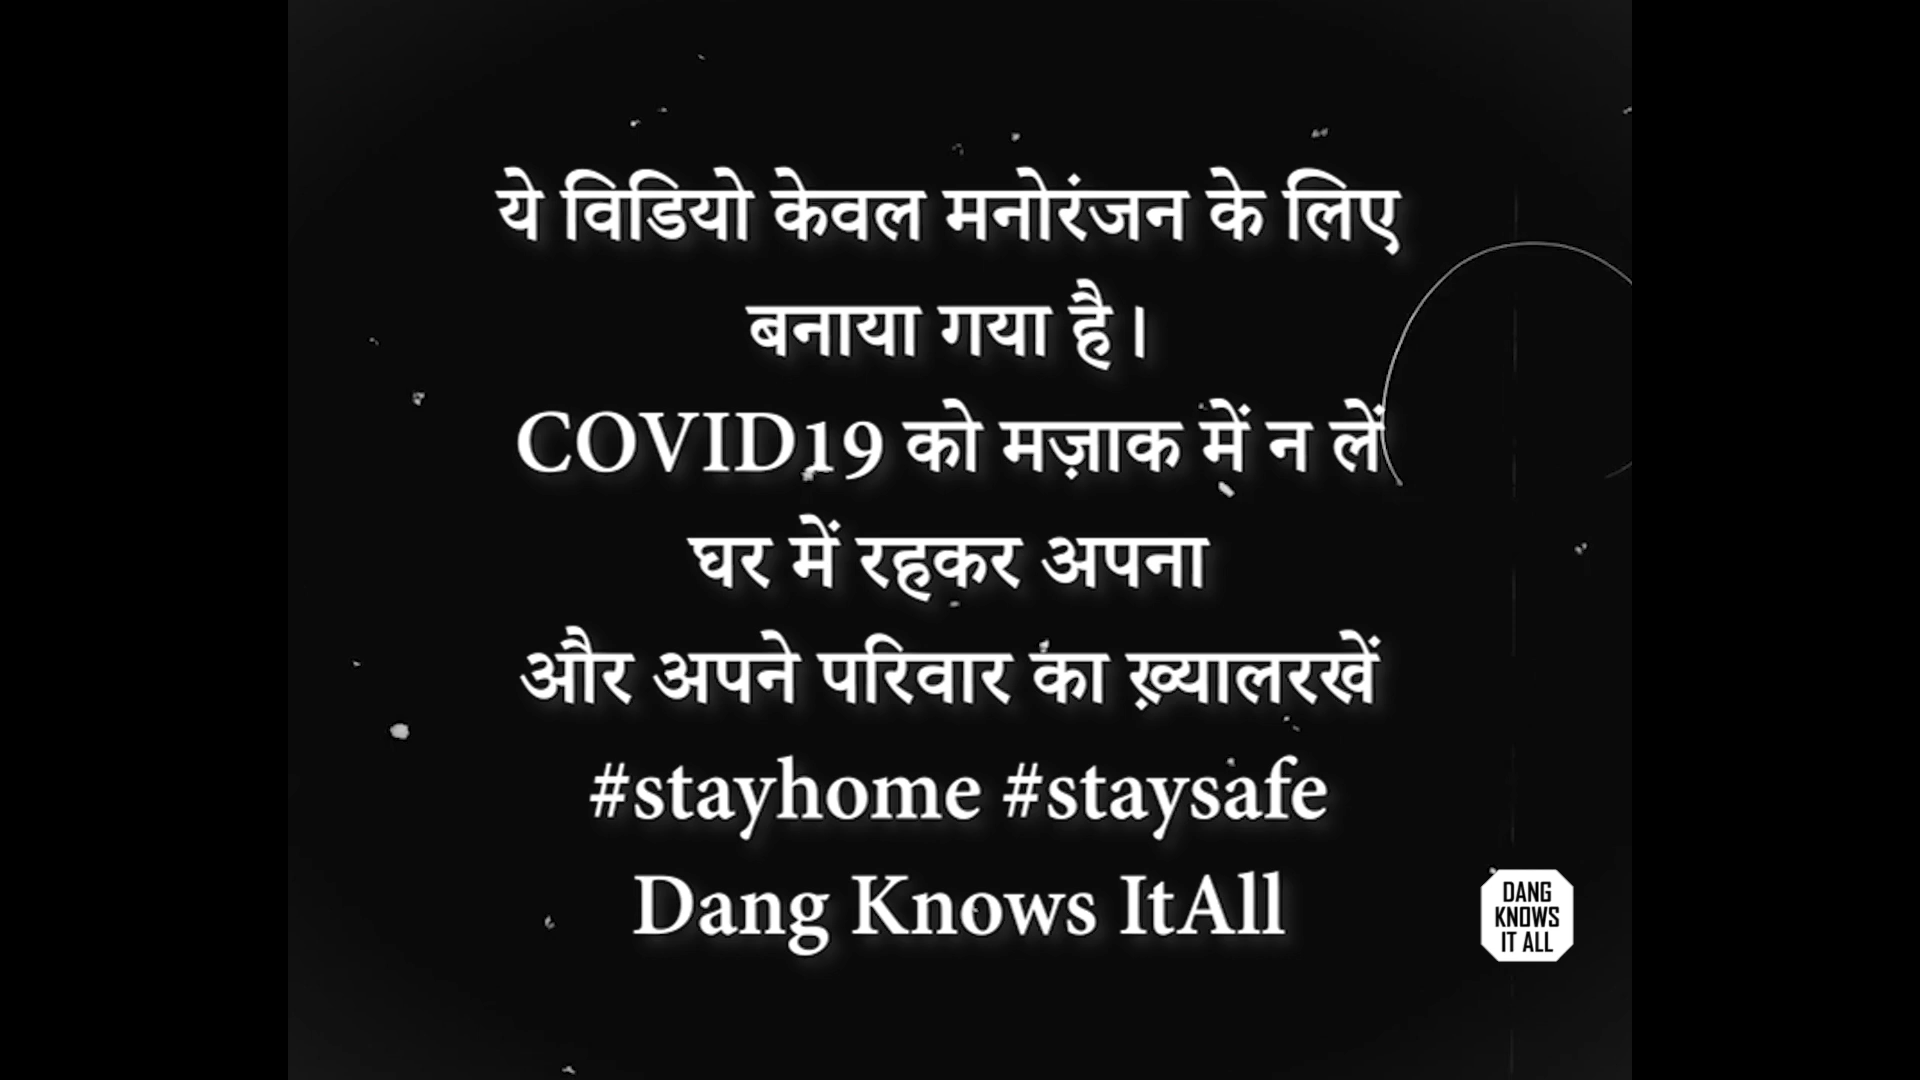 ये विडियो केवल मनोरंजन के लिए
बनाया गया है।
COVID19 को मज़ाक में न लें
घर में रहकर अपना
और अपने परिवार का ख़्यालरखें
#stayhome #staysafe
Dang Knows ItAll
DANG
KNOWS
IT ALL